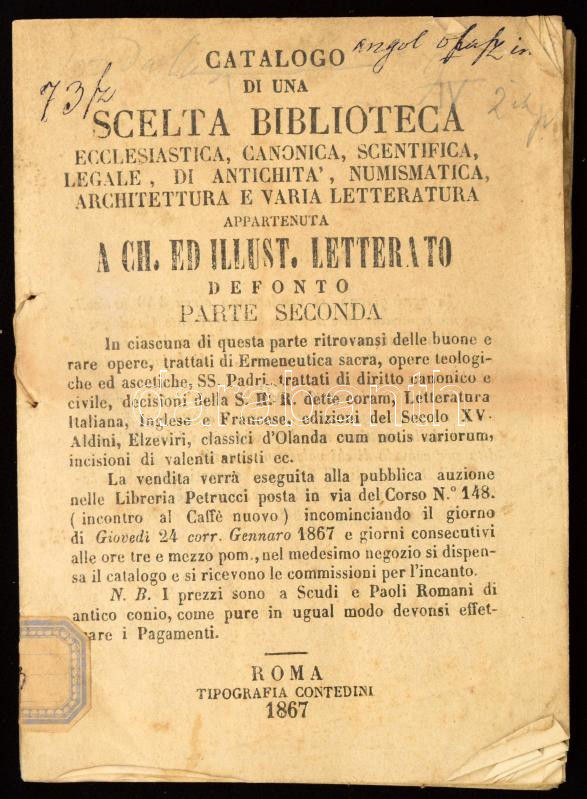 CATALOGO
DI UNA
SCELTA BIBLIOTECA
ECCLESIASTICA, CANONICA, SCENTIFICA,
LEGALE, DI ANTICHITA', NUMISMATICA,
ARCHITETTURA E VARIA LETTERATURA
APPARTENUTA
A CH. ED ILLUST. LETTERATO
DEFONTO
PARTE SECONDA
In ciascuna di questa parte ritrovansi delle buone e
rare opere, trattati di Ermeneutica sacra, opere teologi-
che ed ascetiche, SS. Padri, trattati di diritto canonico e
civile, decisioni della S. R. R. dette coram, Letteratura
Italiana, Inglese e Francese, edizioni del Secolo XV.
Aldini, Elzeviri, classici d'Olanda cum notis variorum,
incisioni di valenti artisti ec.
La vendita verrà eseguita alla pubblica auzione
nelle Libreria Petrucci posta in via del Corso N.° 148.
(incontro al Caffè nuovo) incominciando il giorno
di Giovedì 24 corr. Gennaro 1867 e giorni consecutivi
alle ore tre e mezzo pom., nel medesimo negozio si dispen-
sa il catalogo e si ricevono le commissioni per l'incanto.
N. B. I prezzi sono a Scudi e Paoli Romani di
antico conio, come pure in ugual modo devonsi effet-
uare i Pagamenti.
ROMA
TIPOGRAFIA CONTEDINI
1867
darabanth